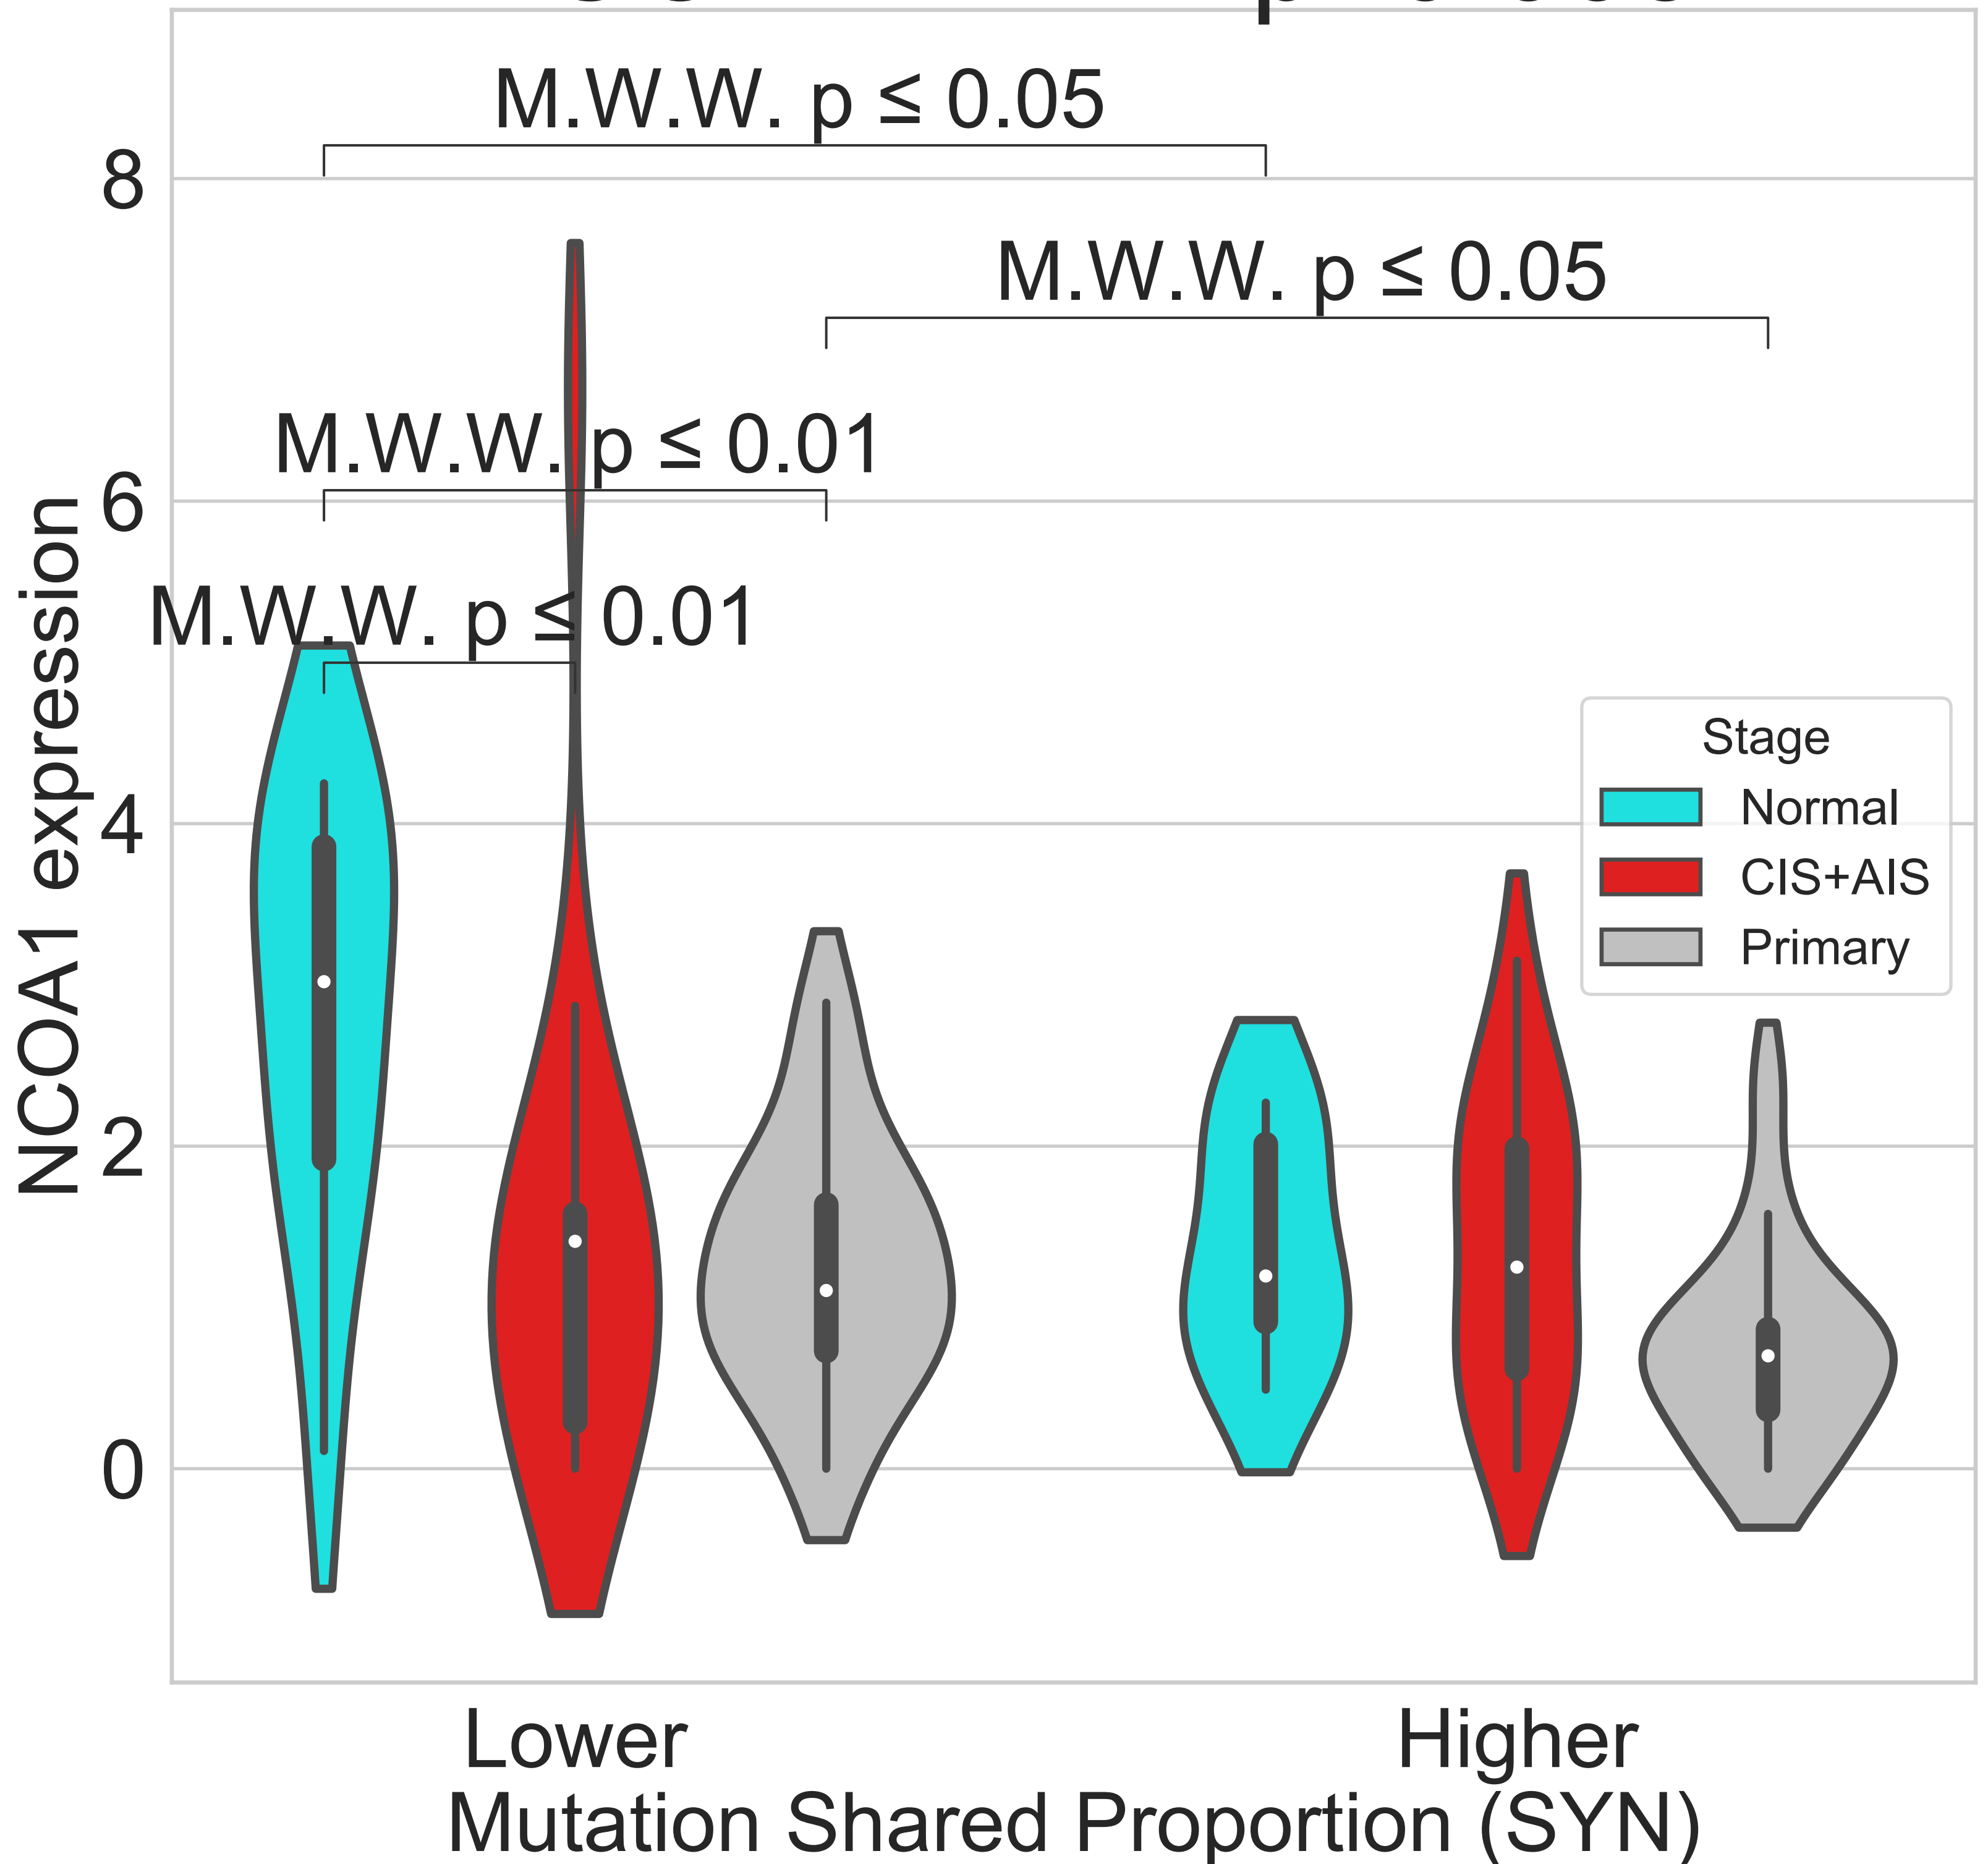 M.W.W. p ≤ 0.05
8
M.W.W. p ≤ 0.05
M.W.W. p ≤ 0.01
6
M.W.W. p ≤ 0.01
NCOA1 expression
Stage
Normal
4
CIS+AIS
Primary
2
0
Lower
Higher
Mutation Shared Proportion (SYN)